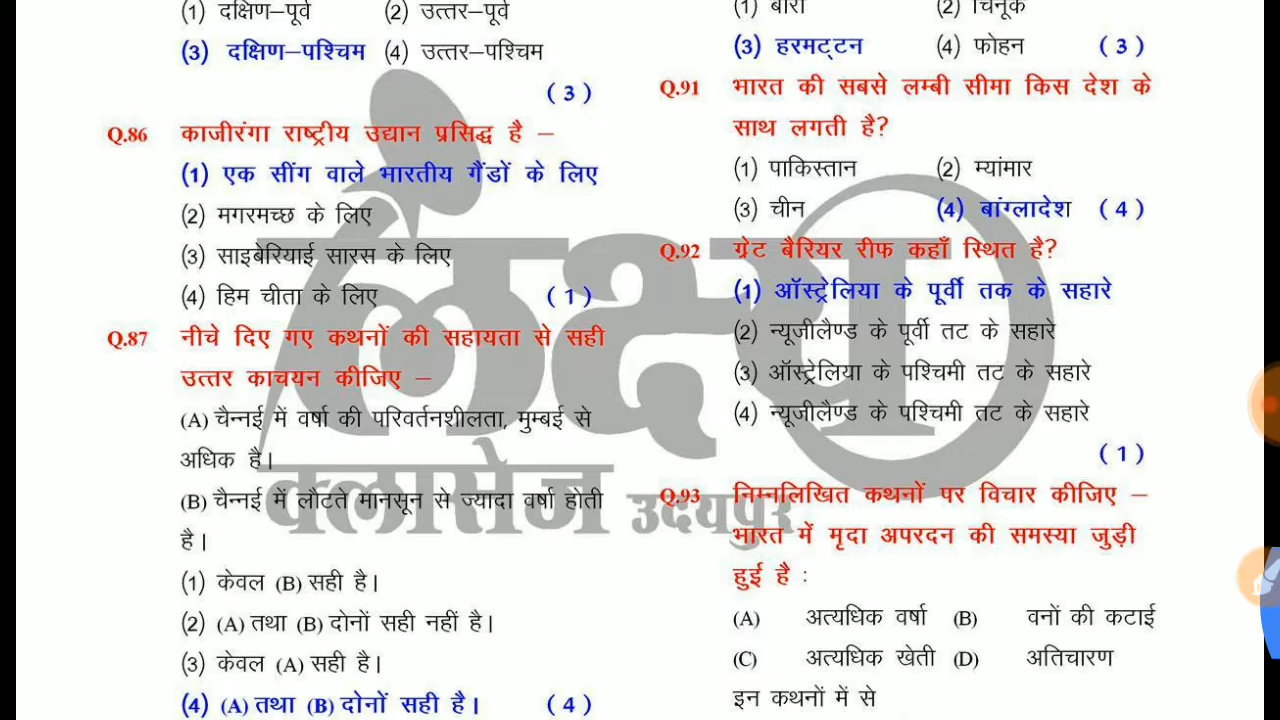 (1) दक्षिण–पूर्व (2) उत्तर–पूर्व
(3) दक्षिण–पश्चिम (4) उत्तर–पश्चिम
(3)
Q.86 काजीरंगा राष्ट्रीय उद्यान प्रसिद्ध है –
(1) एक सींग वाले भारतीय गैंडों के लिए
(2) मगरमच्छ के लिए
(3) साइबेरियाई सारस के लिए
(4) हिम चीता के लिए (1)
Q.87 नीचे दिए गए कथनों की सहायता से सही
उत्तर काचयन कीजिए –
(A) चैन्नई में वर्षा की परिवर्तनशीलता, मुम्बई से
अधिक है।
(B) चैन्नई में लौटते मानसून से ज्यादा वर्षा होती
है।
(1) केवल (B) सही है।
(2) (A) तथा (B) दोनों सही नहीं है।
(3) केवल (A) सही है।
(4) (A) तथा (B) दोनों सही है। (4)
(1) बोरा (2) चिनूक
(3) हरमट्टन (4) फोहन (3)
Q.91 भारत की सबसे लम्बी सीमा किस देश के
साथ लगती है?
(1) पाकिस्तान (2) म्यांमार
(3) चीन (4) बांग्लादेश (4)
Q.92 ग्रेट बैरियर रीफ कहाँ स्थित है?
(1) ऑस्ट्रेलिया के पूर्वी तक के सहारे
(2) न्यूजीलैण्ड के पूर्वी तट के सहारे
(3) ऑस्ट्रेलिया के पश्चिमी तट के सहारे
(4) न्यूजीलैण्ड के पश्चिमी तट के सहारे
(1)
Q.93 निम्नलिखित कथनों पर विचार कीजिए –
भारत में मृदा अपरदन की समस्या जुड़ी
हुई है :
(A) अत्यधिक वर्षा (B) वनों की कटाई
(C) अत्यधिक खेती (D) अतिचारण
इन कथनों में से
लक्ष्य
क्लासेज उदयपुर